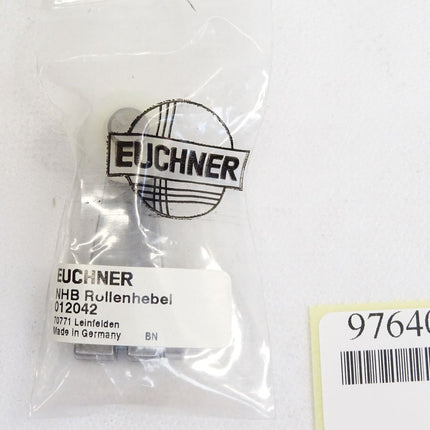 EUCHNER
EUCHNER
NHB Rollenhebel
012042
70771 Leinfelden
Made in Germany BN
97640